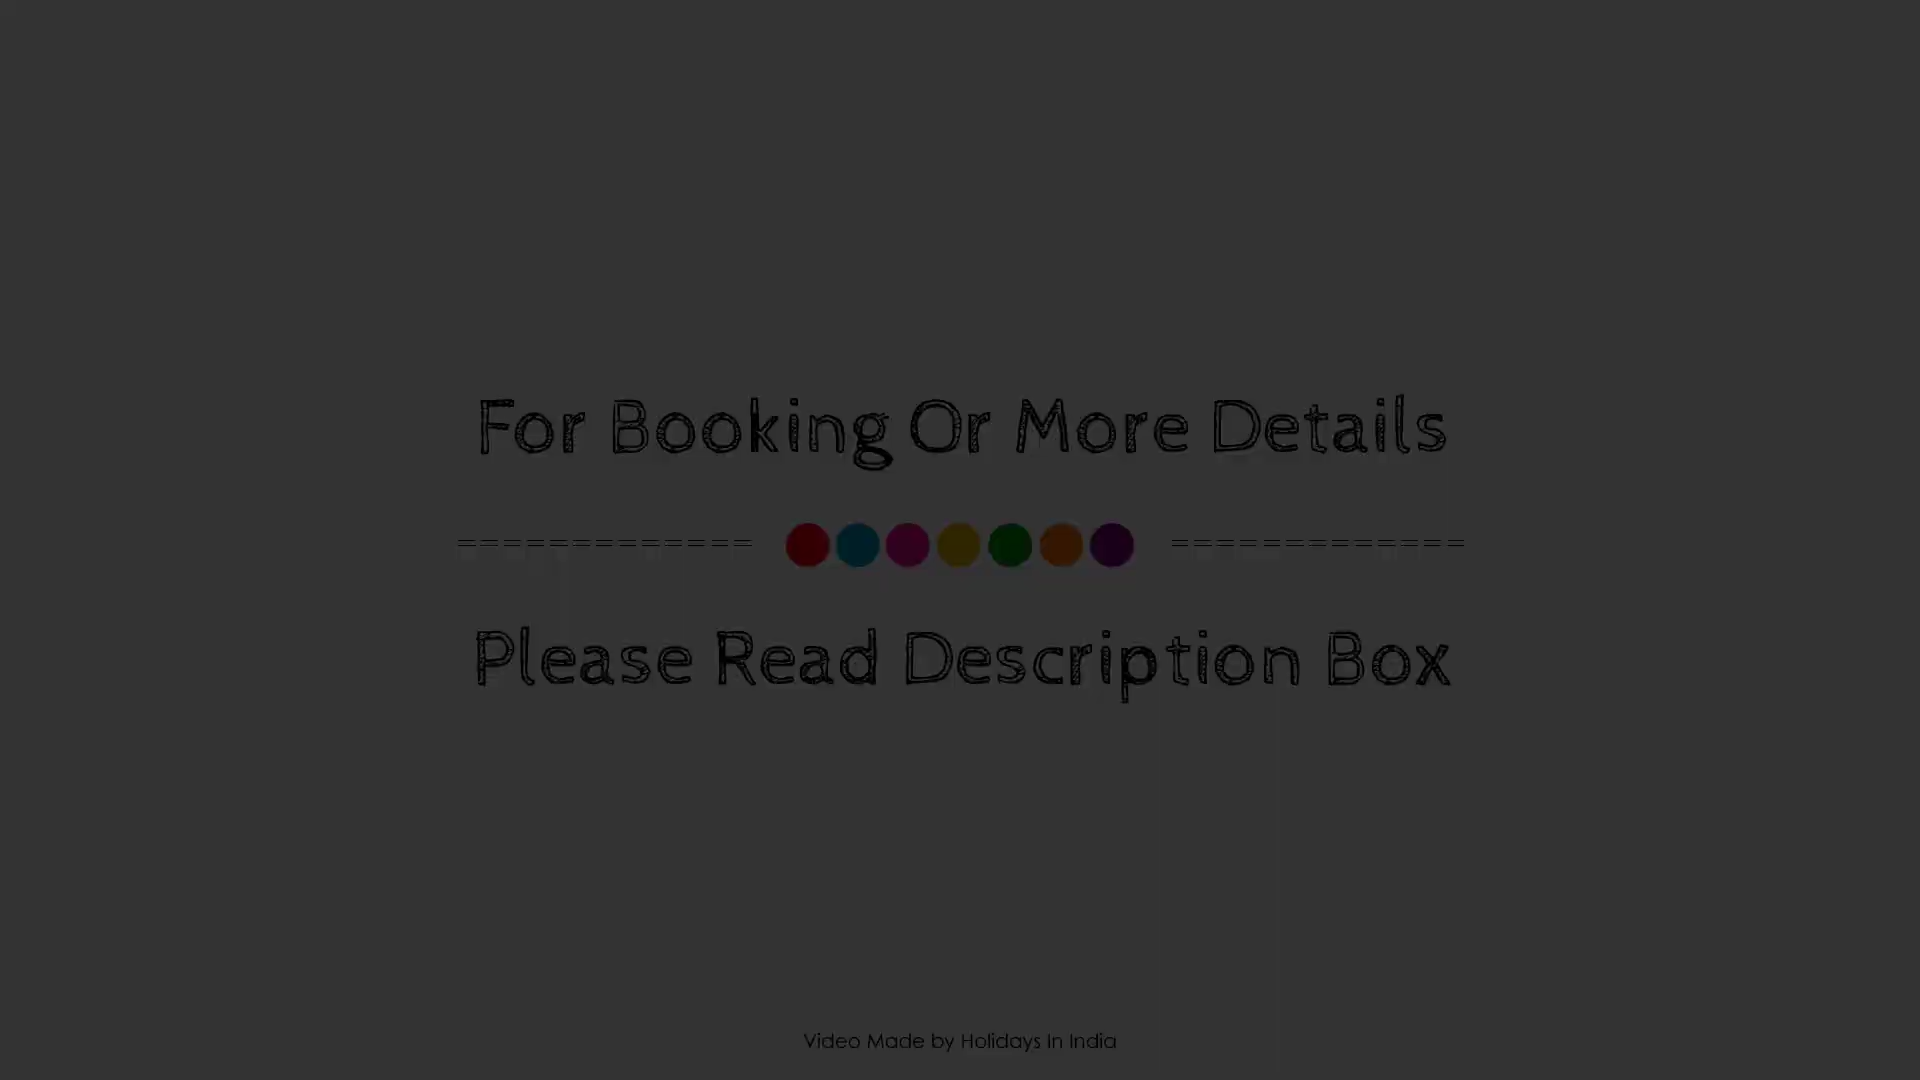 For Booking Or More Details
============= =============
Please Read Description Box
Video Made by Holidays In India